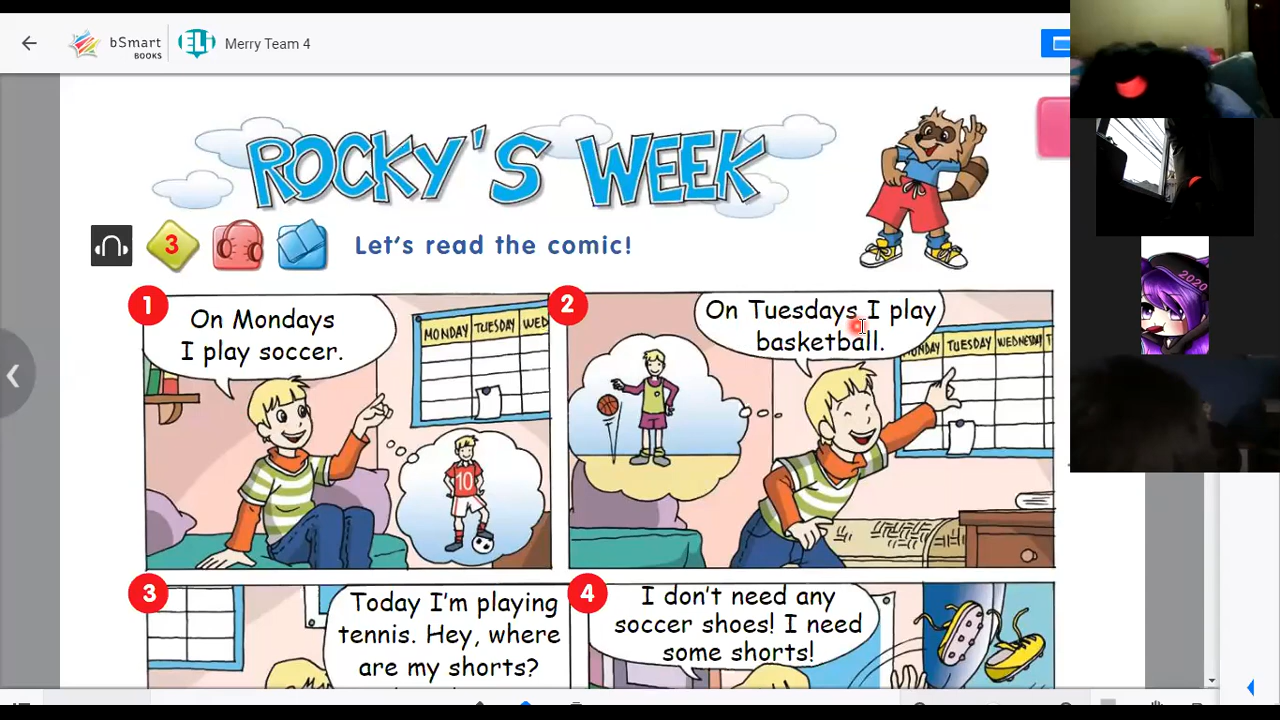 bSmart
BOOKS
ELi
Merry Team 4
ROCKY'S WEEK
3
Let's read the comic!
1
On Mondays
I play soccer.
MONDAY TUESDAY WED
10
2
On Tuesdays I play
basketball.
ONDAY TUESDAY WEDNESDAY T
2020
3
Today I'm playing
tennis. Hey, where
are my shorts?
4
I don't need any
soccer shoes! I need
some shorts!